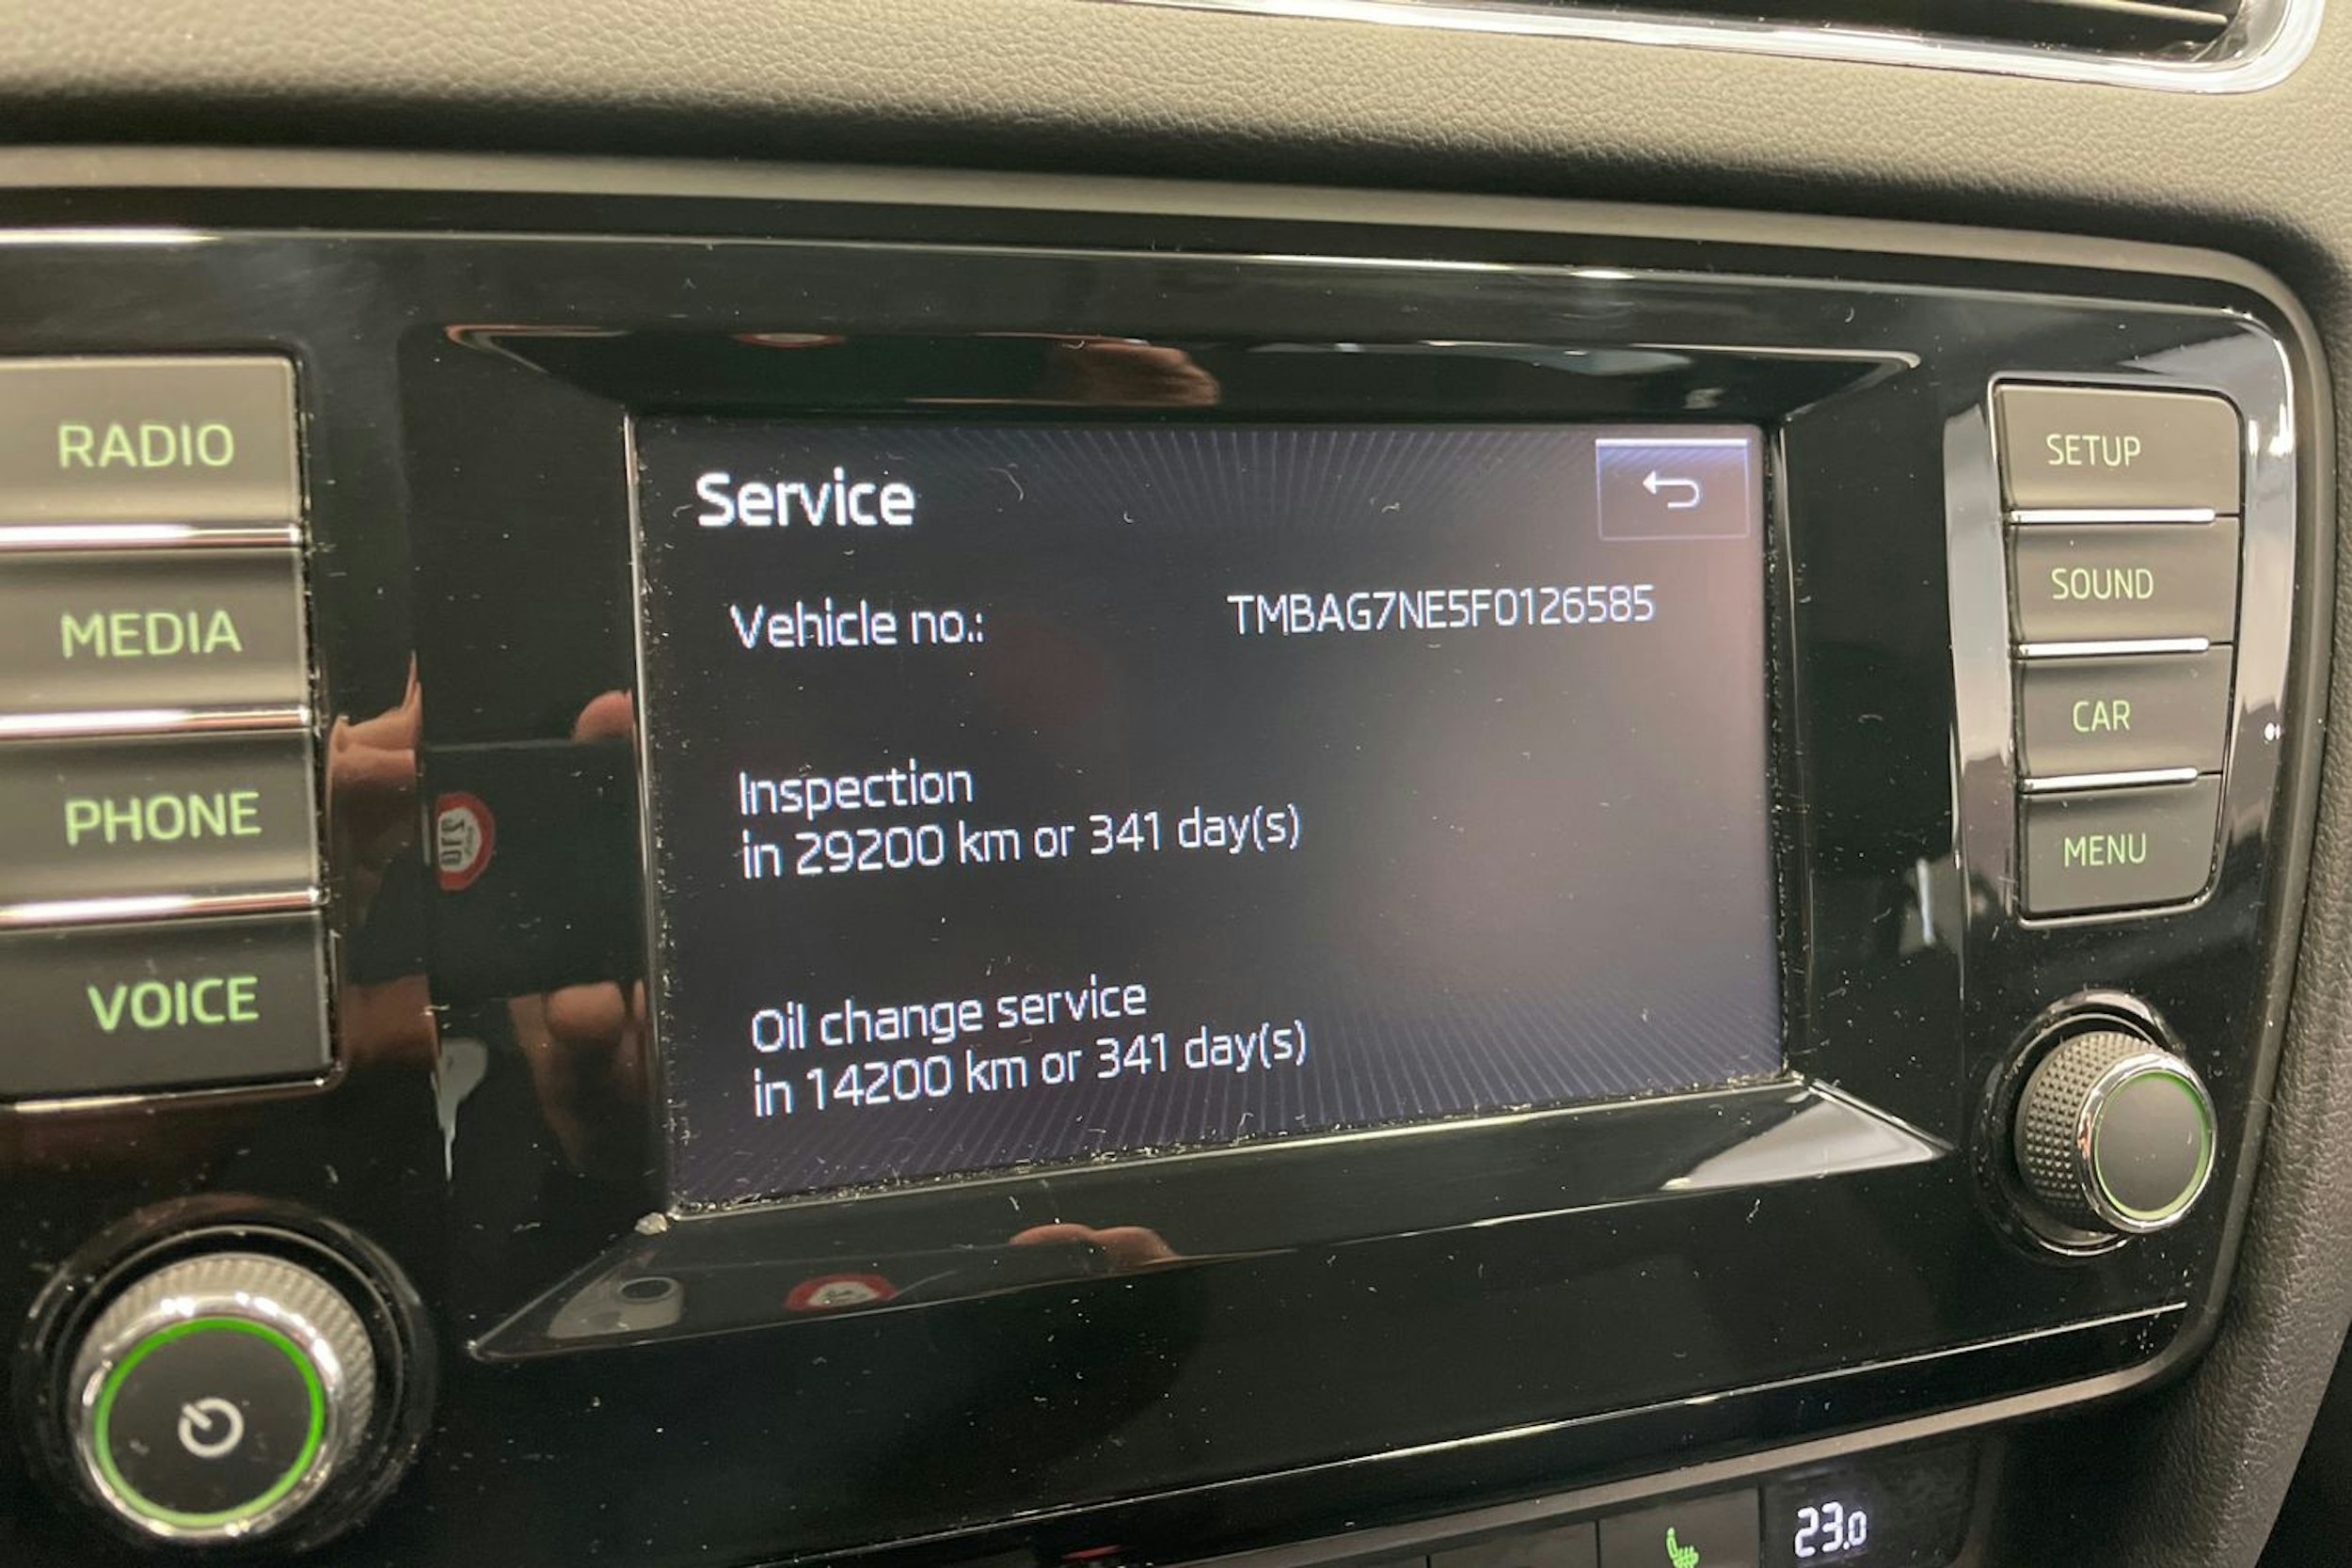 RADIO
MEDIA
PHONE
VOICE
Service
Vehicle no.: TMBAG7NE5F0126585
Inspection
in 29200 km or 341 day(s)
Oil change service
in 14200 km or 341 day(s)
SETUP
SOUND
CAR
MENU
23.0